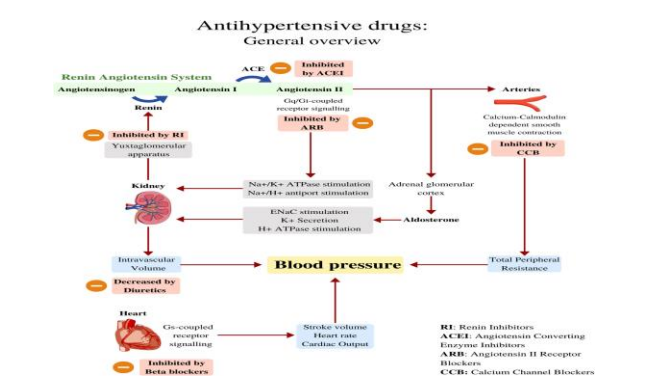 Antihypertensive drugs:
General overview
ACE
Inhibited
by ACEI
Renin Angiotensin System
Angiotensinogen
Angiotensin I
Angiotensin II
Arteries
Renin
Gq/Gi-coupled
receptor signalling
Calcium-Calmodulin
dependent smooth
muscle contraction
Inhibited by RI
Yuxtaglomerular
apparatus
Inhibited by
ARB
Inhibited by
CCB
Kidney
Na+/K+ ATPase stimulation
Na+/H+ antiport stimulation
Adrenal glomerular
cortex
ENaC stimulation
K+ Secretion
H+ ATPase stimulation
Aldosterone
Intravascular
Volume
Blood pressure
Total Peripheral
Resistance
Decreased by
Diuretics
Heart
Gs-coupled
receptor
signalling
Stroke volume
Heart rate
Cardiac Output
Inhibited by
Beta blockers
RI: Renin Inhibitors
ACEI: Angiotensin Converting
Enzyme Inhibitors
ARB: Angiotensin II Receptor
Blockers
CCB: Calcium Channel Blockers